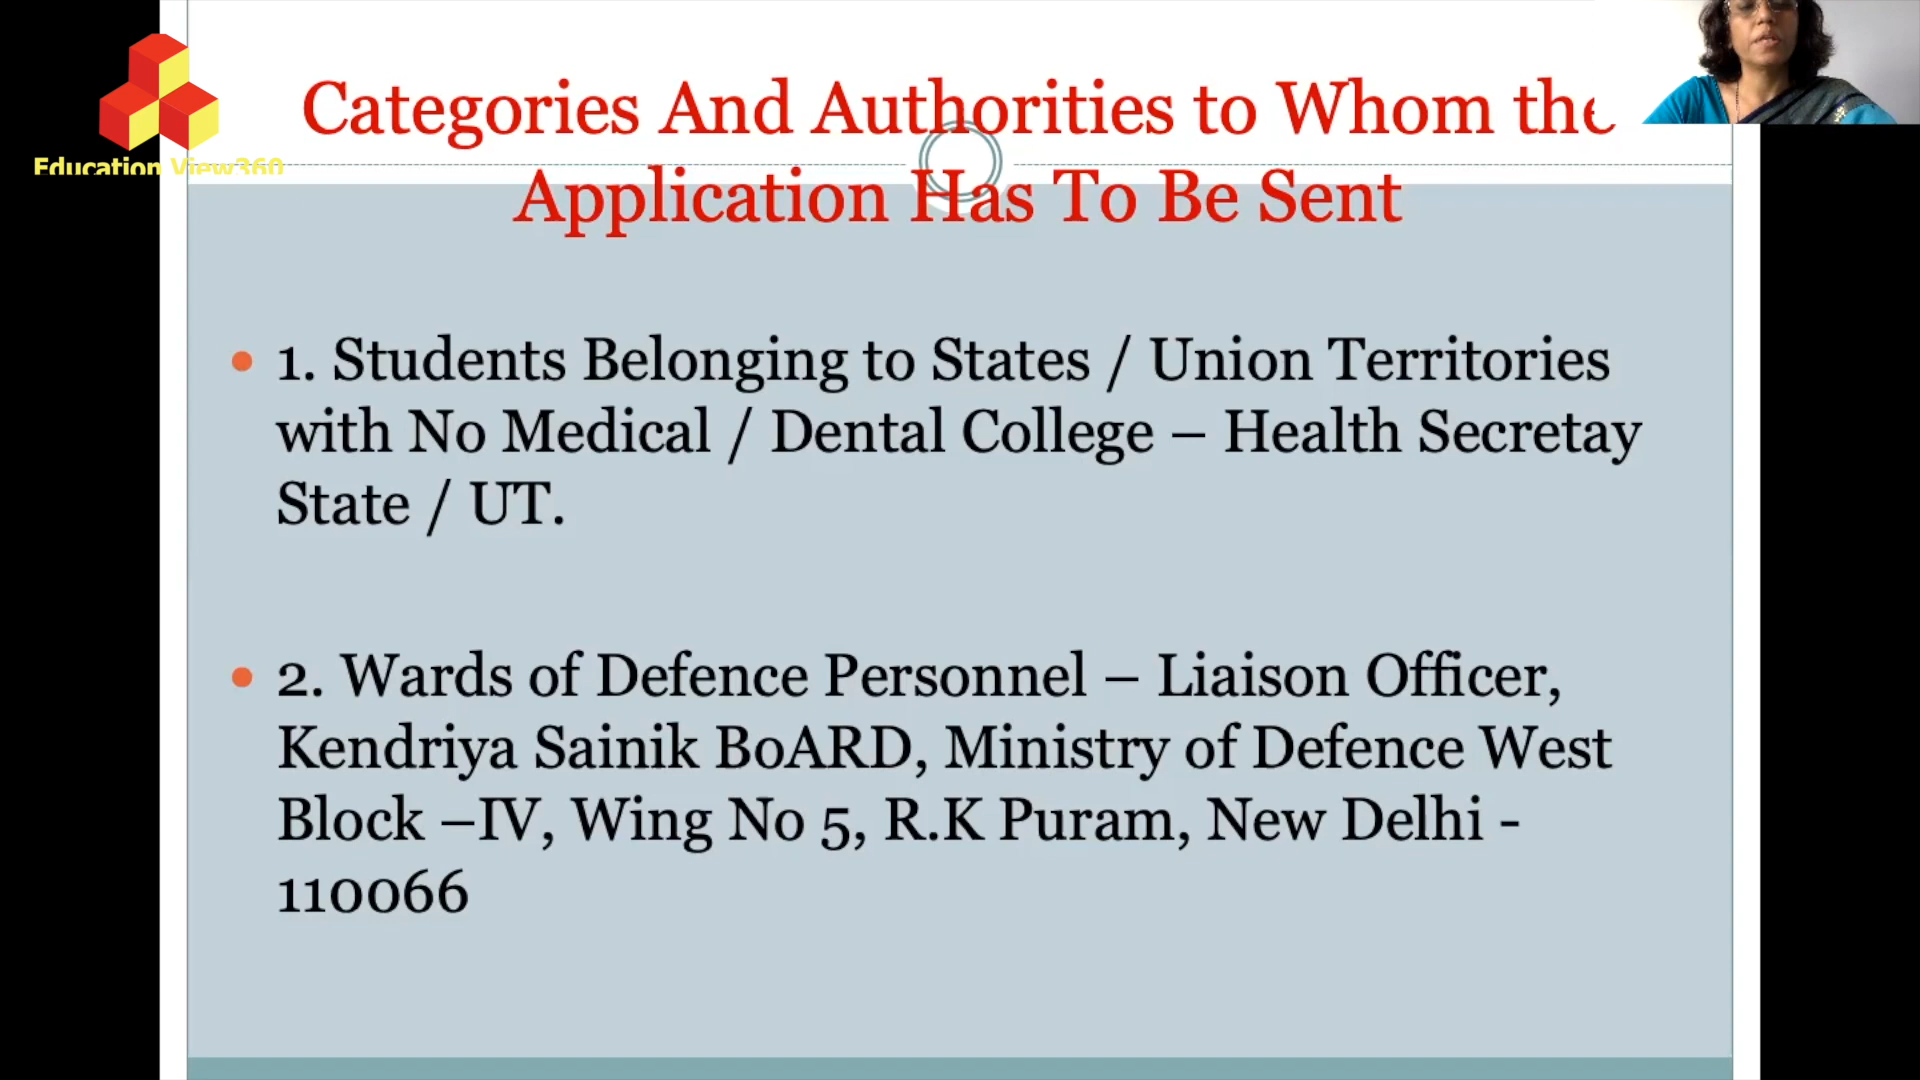 Education View360
Categories And Authorities to Whom the
Application Has To Be Sent
1. Students Belonging to States / Union Territories
with No Medical / Dental College – Health Secretay
State / UT.
2. Wards of Defence Personnel – Liaison Officer,
Kendriya Sainik BoARD, Ministry of Defence West
Block –IV, Wing No 5, R.K Puram, New Delhi -
110066